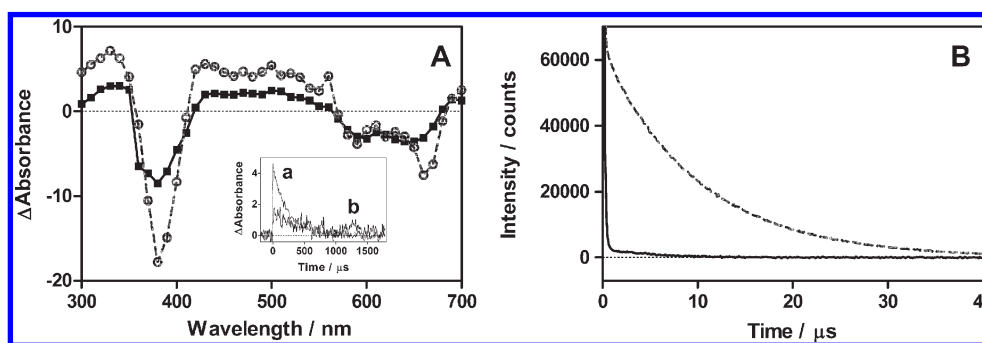 A
ΔAbsorbance
10
0
-10
-20
300
400
500
600
700
Wavelength / nm
a
b
ΔAbsorbance
4
2
0
0
500
1000
1500
Time / μs
B
Intensity / counts
60000
40000
20000
0
0
10
20
30
4
Time / μs